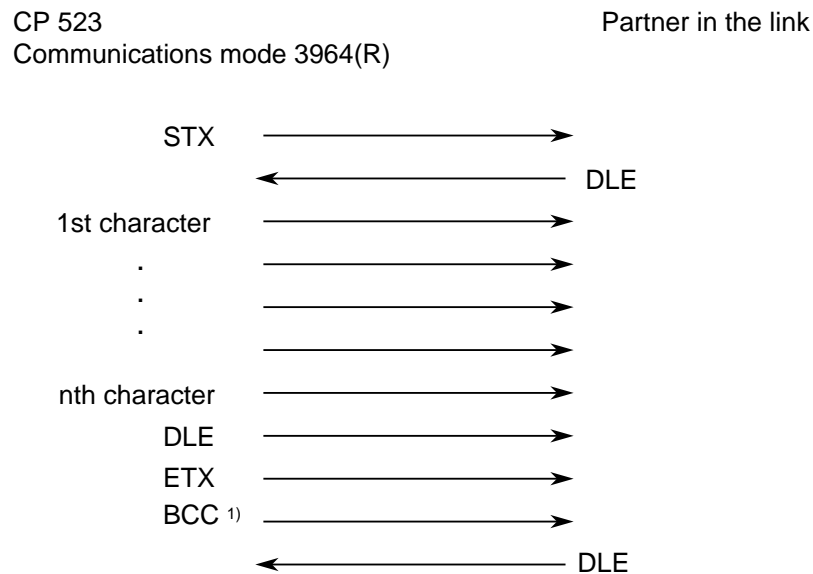 CP 523 Partner in the link
Communications mode 3964(R)
STX
DLE
1st character
.
.
.
nth character
DLE
ETX
BCC 1)
DLE